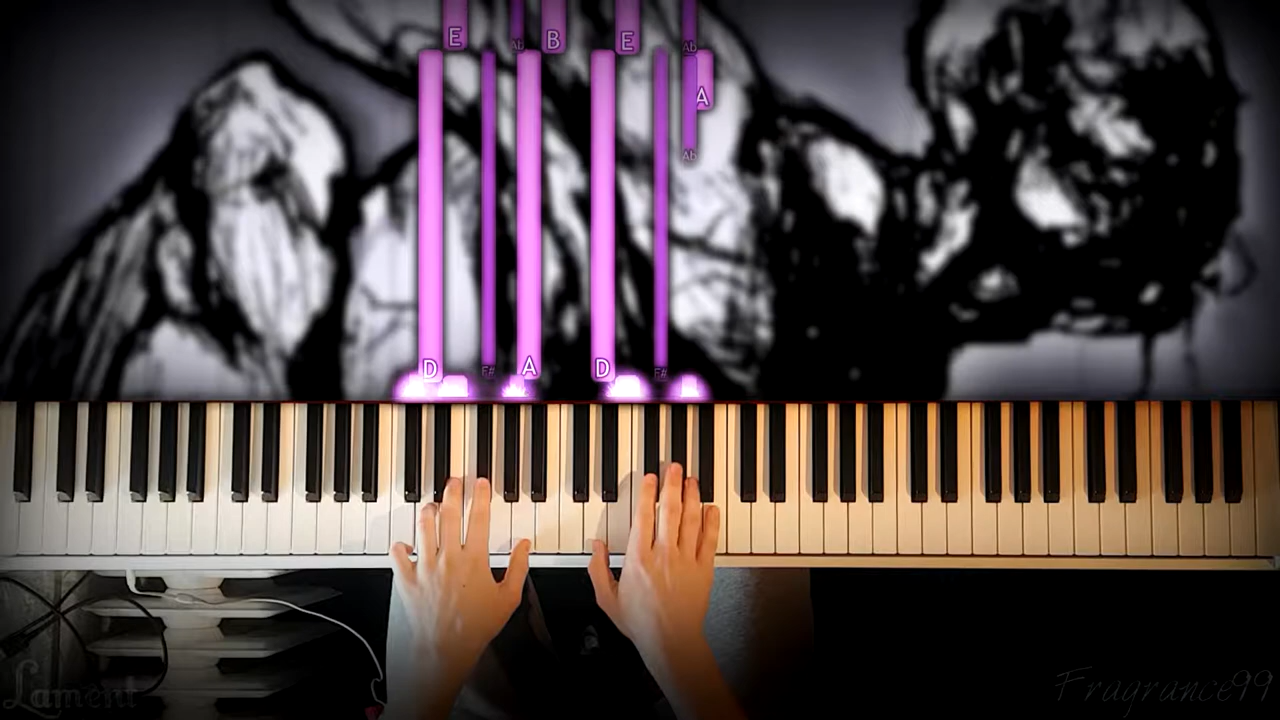 E Ab B E Ab
A
Ab
D F# A D F#
Lament
Fragrance99